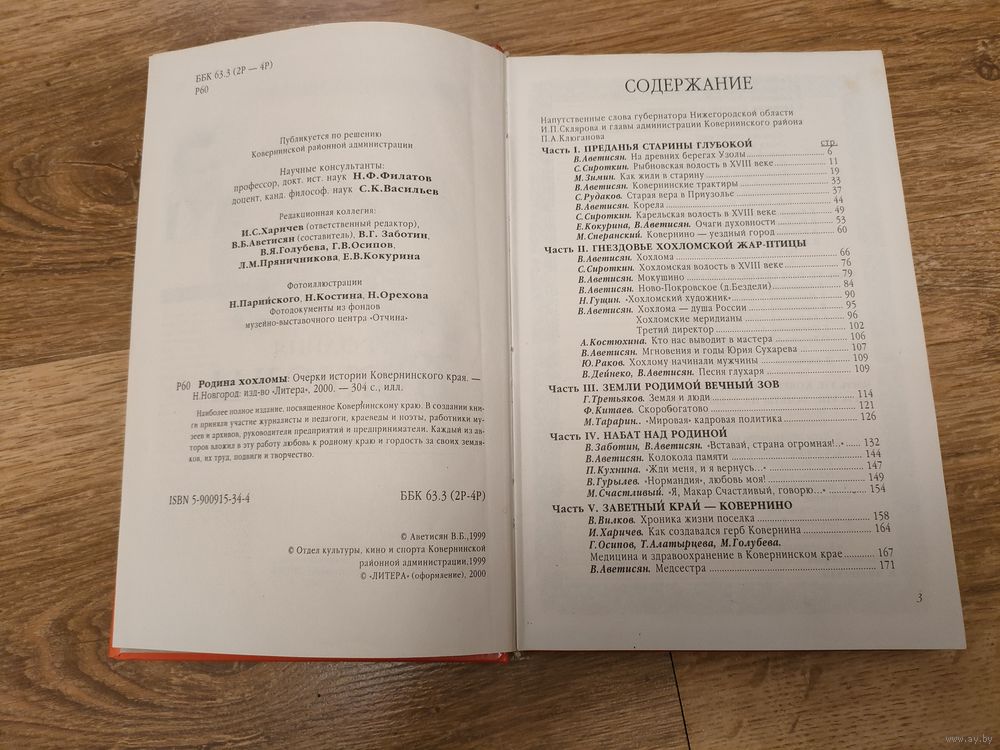 ББК 63.3 (2Р — 4Р)
Р60
Публикуется по решению
Ковернинской районной администрации
Научные консультанты:
профессор, докт. ист. наук Н.Ф.Филатов
доцент, канд. философ. наук С.К.Васильев
Редакционная коллегия:
И.С.Харичев (ответственный редактор),
В.Б.Аветисян (составитель), В.Г. Заботин,
В.Я.Голубева, Г.В.Осипов,
Л.М.Пряничникова, Е.В.Кокурина
Фотоиллюстрации
Н.Парийского, Н.Костина, Н.Орехова
Фотодокументы из фондов
музейно-выставочного центра «Отчина»
Р60 Родина хохломы: Очерки истории Ковернинского края. —
Н.Новгород: изд-во «Литера», 2000. — 304 с., илл.
Наиболее полное издание, посвященное Ковернинскому краю. В создании кни-
ги приняли участие журналисты и педагоги, краеведы и поэты, работники му-
зеев и архивов, руководители предприятий и предприниматели. Каждый из ав-
торов вложил в эту работу любовь к родному краю и гордость за своих земля-
ков, их труд, подвиги и творчество.
ISBN 5-900915-34-4 ББК 63.3 (2Р-4Р)
© Аветисян В.Б.,1999
© Отдел культуры, кино и спорта Ковернинской
районной администрации,1999
© «ЛИТЕРА» (оформление), 2000
СОДЕРЖАНИЕ
Напутственные слова губернатора Нижегородской области
И.П.Склярова и главы администрации Ковернинского района
П.А.Клюганова
Часть I. ПРЕДАНЬЯ СТАРИНЫ ГЛУБОКОЙ стр.
В.Аветисян. На древних берегах Узолы 6
С.Сироткин. Рыбновская волость в XVIII веке 11
М.Зимин. Как жили в старину 19
В.Аветисян. Ковернинские трактиры 33
С.Рудаков. Старая вера в Приузолье 37
В.Аветисян. Корела 44
С.Сироткин. Карельская волость в XVIII веке 49
Е.Кокурина, В.Аветисян. Очаги духовности 53
М.Сперанский. Ковернино — уездный город 60
Часть II. ГНЕЗДОВЬЕ ХОХЛОМСКОЙ ЖАР-ПТИЦЫ
В.Аветисян. Хохлома 66
С.Сироткин. Хохломская волость в XVIII веке 76
В.Аветисян. Мокушино 79
В.Аветисян. Ново-Покровское (д.Бездели) 84
Н.Гущин. «Хохломский художник» 90
В.Аветисян. Хохлома — душа России 95
Хохломские меридианы 96
Третий директор 102
А.Костюхина. Кто нас выводит в мастера 106
В.Аветисян. Мгновения и годы Юрия Сухарева 107
Ю.Раков. Хохлому начинали мужчины 109
В.Дейнеко, В.Аветисян. Песня глухаря 109
Часть III. ЗЕМЛИ РОДИМОЙ ВЕЧНЫЙ ЗОВ
Г.Третьяков. Земля и люди 114
Ф.Китаев. Скоробогатово 121
М.Тарарин.. «Мировая» кадровая политика 126
Часть IV. НАБАТ НАД РОДИНОЙ
В.Заботин, В.Аветисян. «Вставай, страна огромная!..» 132
В.Аветисян. Колокола памяти 144
П.Кухнина. «Жди меня, и я вернусь...» 147
В.Гурылев. «Нормандия», любовь моя! 149
М.Счастливый. «Я, Макар Счастливый, говорю...» 154
Часть V. ЗАВЕТНЫЙ КРАЙ — КОВЕРНИНО
В.Вилков. Хроника жизни поселка 158
И.Харичев. Как создавался герб Ковернина 164
Г.Осипов, Т.Алатырцева, М.Голубева.
Медицина и здравоохранение в Ковернинском крае 167
В.Аветисян. Медсестра 171
3
www.ay.by